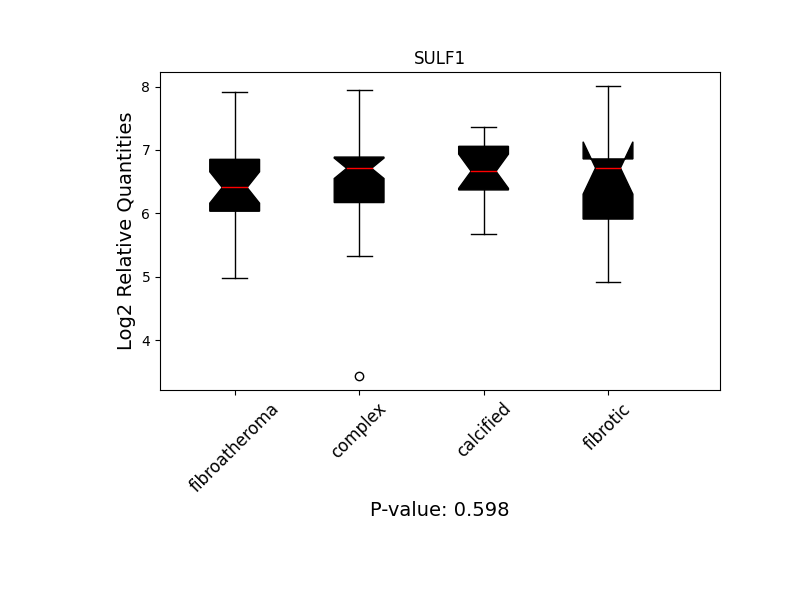 SULF1
Log2 Relative Quantities
8
7
6
5
4
fibroatheroma
complex
calcified
fibrotic
P-value: 0.598